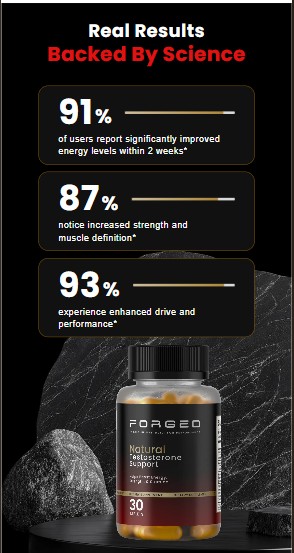 Real Results
Backed By Science
91%
of users report significantly improved
energy levels within 2 weeks*
87%
notice increased strength and
muscle definition*
93%
experience enhanced drive and
performance*
FORGED
Natural
Testosterone
Support
30